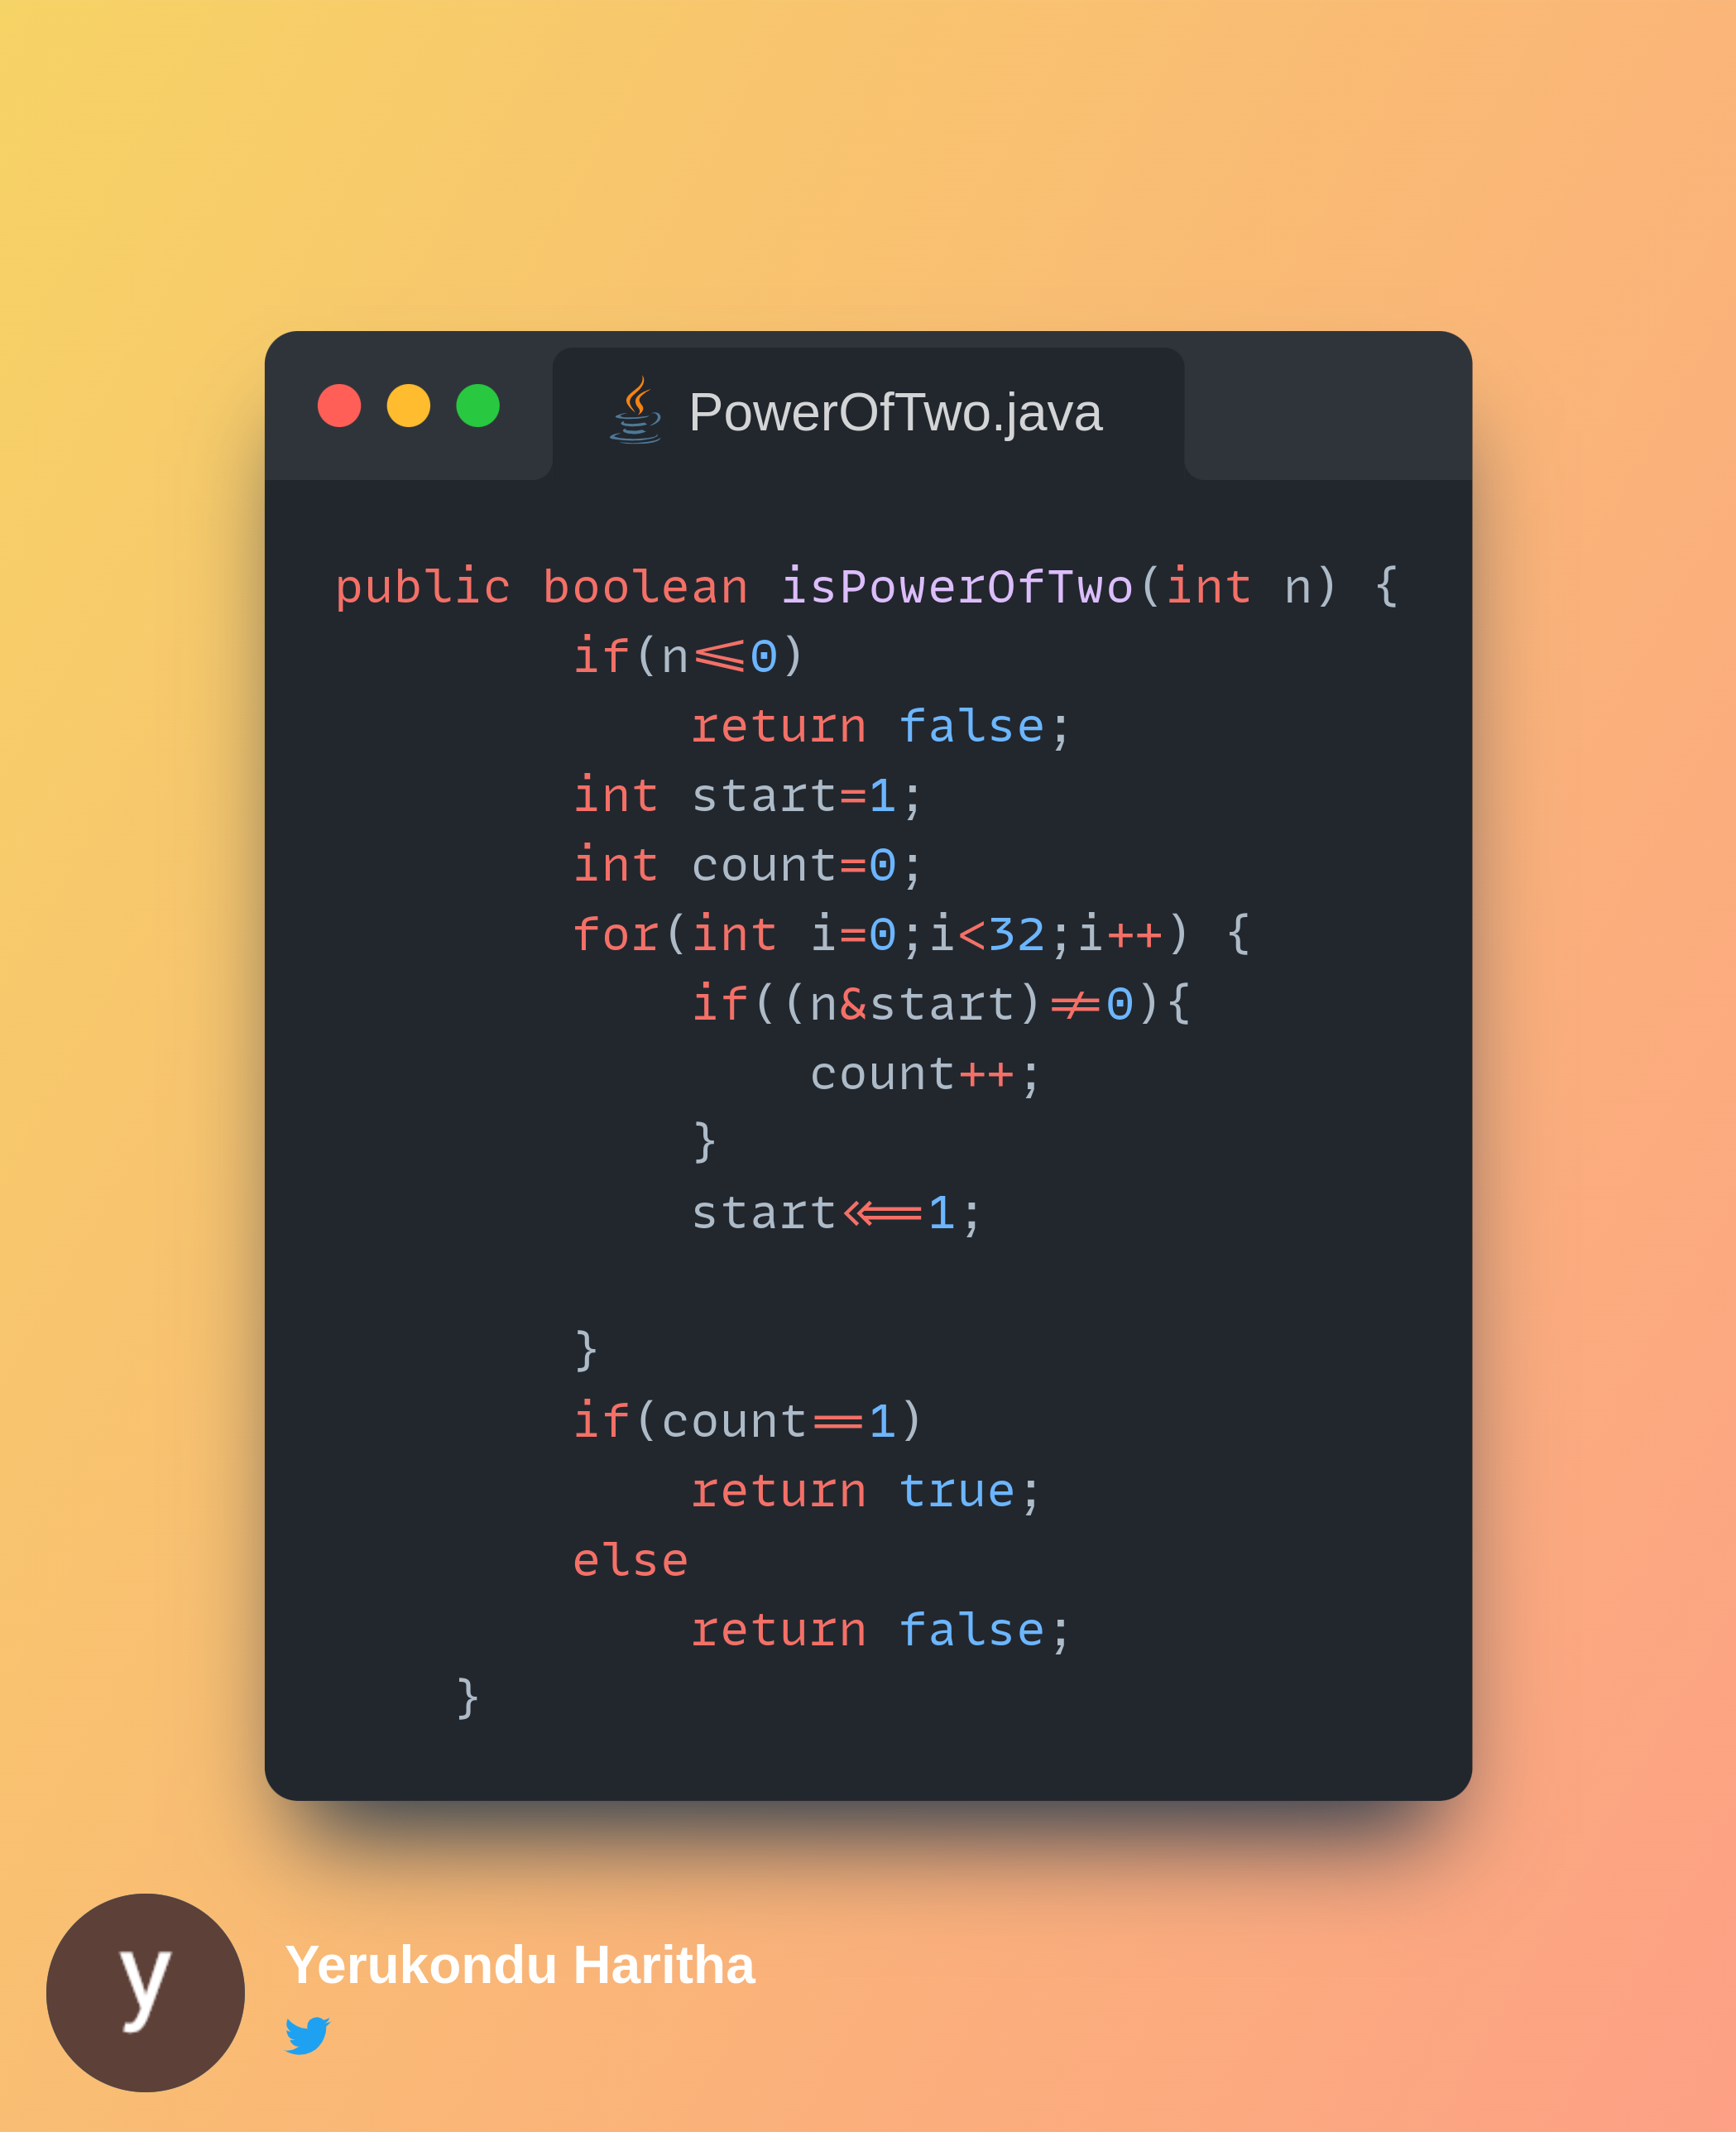 PowerOfTwo.java
public boolean isPowerOfTwo(int n) {
        if(n<=0)
            return false;
        int start=1;
        int count=0;
        for(int i=0;i<32;i++) {
            if((n&start)!=0){
                count++;
            }
            start<<=1;

        }
        if(count==1)
            return true;
        else
            return false;
    }
y
Yerukondu Haritha